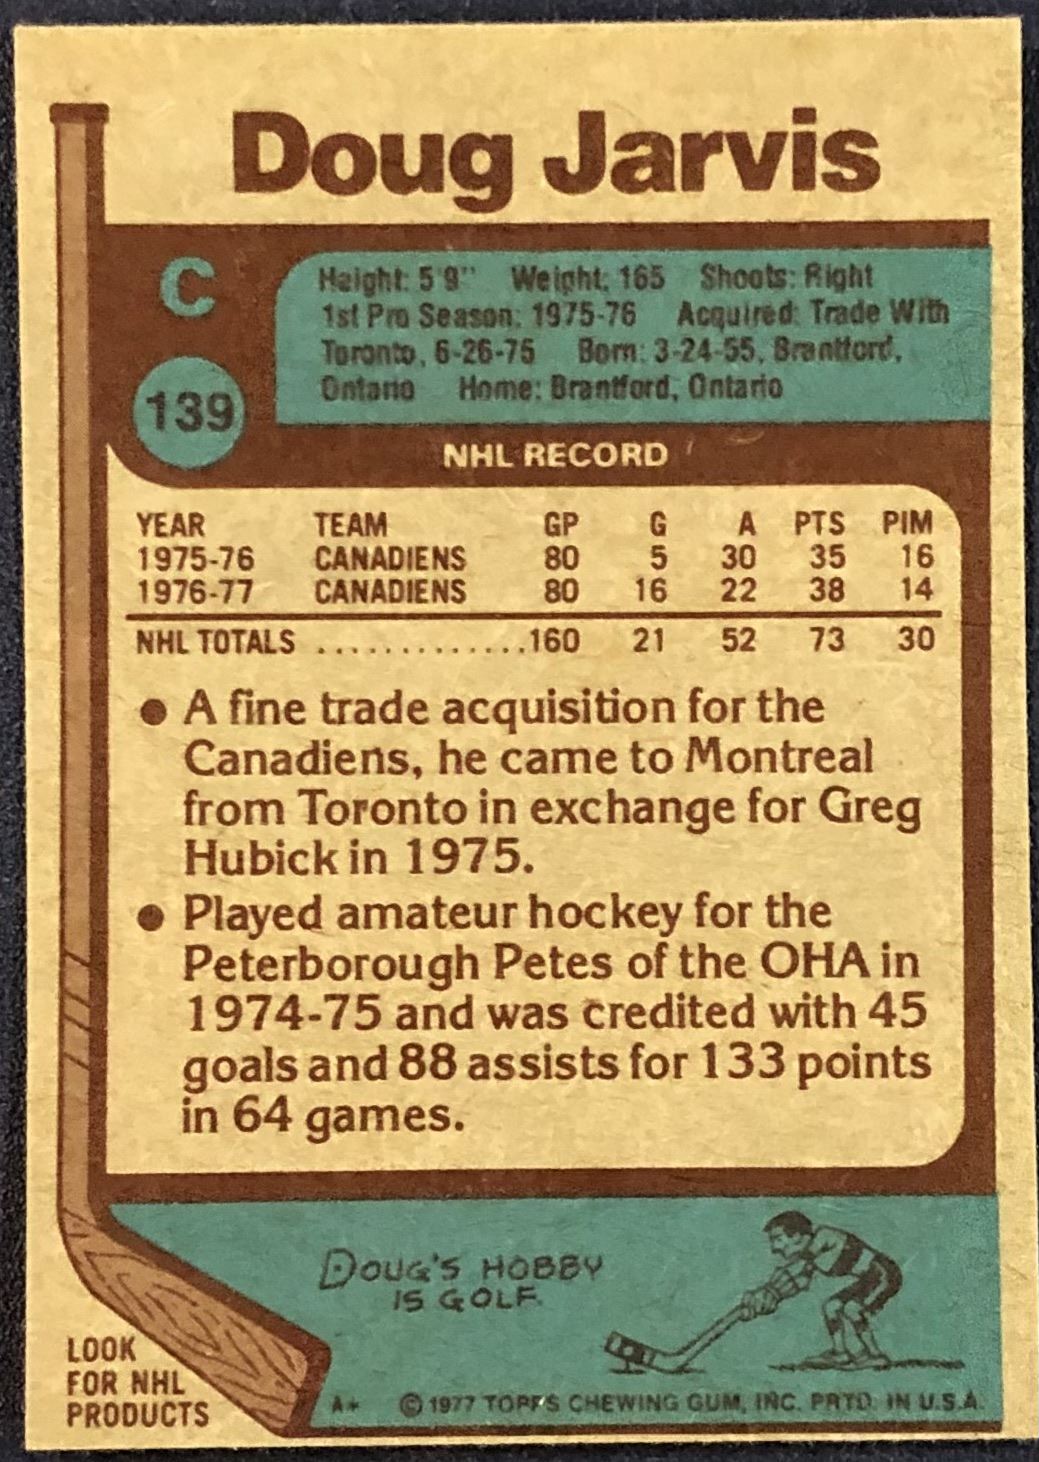 Doug Jarvis
C
139
Height: 5'9" Weight: 165 Shoots: Right
1st Pro Season: 1975-76 Acquired: Trade With
Toronto, 6-26-75 Born: 3-24-55, Brantford,
Ontario Home: Brantford, Ontario
NHL RECORD
YEAR TEAM GP G A PTS PIM
1975-76 CANADIENS 80 5 30 35 16
1976-77 CANADIENS 80 16 22 38 14
NHL TOTALS .............160 21 52 73 30
● A fine trade acquisition for the
Canadiens, he came to Montreal
from Toronto in exchange for Greg
Hubick in 1975.
● Played amateur hockey for the
Peterborough Petes of the OHA in
1974-75 and was credited with 45
goals and 88 assists for 133 points
in 64 games.
DOUG'S HOBBY
IS GOLF.
LOOK
FOR NHL
PRODUCTS
A* ©1977 TOPPS CHEWING GUM, INC. PRTD. IN U.S.A.